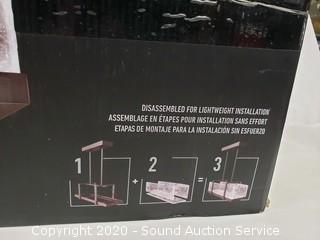 DISASSEMBLED FOR LIGHTWEIGHT INSTALLATION
ASSEMBLAGE EN ÉTAPES POUR INSTALLATION SANS EFFORT
ETAPAS DE MONTAJE PARA LA INSTALACIÓN SIN ESFUERZO
1 + 2 = 3
Copyright 2020 - Sound Auction Service